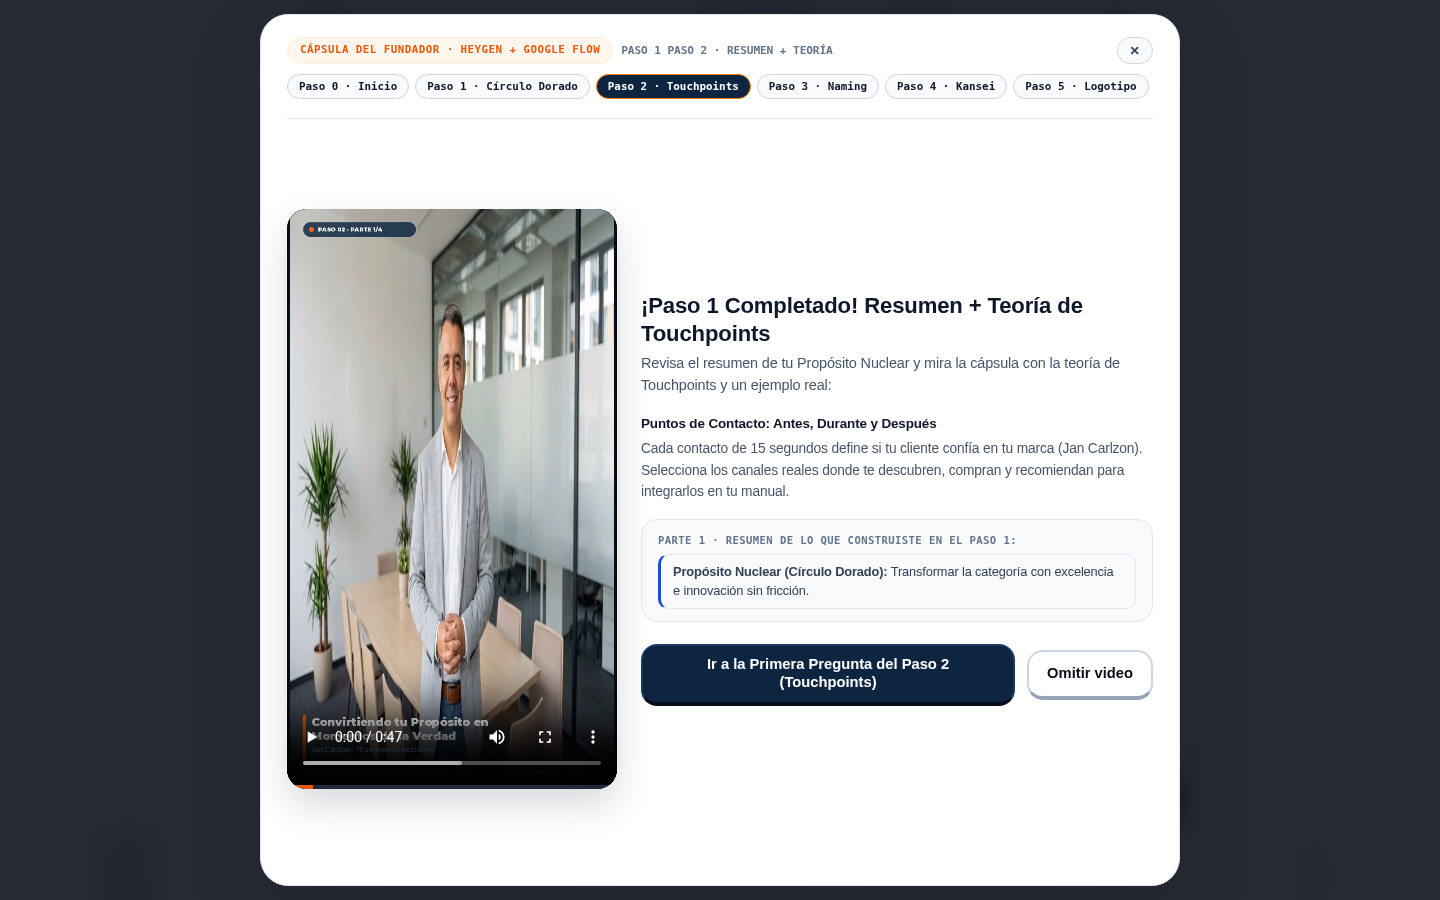 CÁPSULA DEL FUNDADOR · HEYGEN + GOOGLE FLOW
PASO 1 PASO 2 · RESUMEN + TEORÍA
✕
Paso 0 · Inicio
Paso 1 · Círculo Dorado
Paso 2 · Touchpoints
Paso 3 · Naming
Paso 4 · Kansei
Paso 5 · Logotipo
PASO 02 · PARTE 1/4
Convirtiendo tu Propósito en
Verdad
Jan Carlzon · 15 segundos decisivos
0:00 / 0:47
¡Paso 1 Completado! Resumen + Teoría de
Touchpoints
Revisa el resumen de tu Propósito Nuclear y mira la cápsula con la teoría de
Touchpoints y un ejemplo real:
Puntos de Contacto: Antes, Durante y Después
Cada contacto de 15 segundos define si tu cliente confía en tu marca (Jan Carlzon).
Selecciona los canales reales donde te descubren, compran y recomiendan para
integrarlos en tu manual.
PARTE 1 · RESUMEN DE LO QUE CONSTRUISTE EN EL PASO 1:
Propósito Nuclear (Círculo Dorado): Transformar la categoría con excelencia
e innovación sin fricción.
Ir a la Primera Pregunta del Paso 2
(Touchpoints)
Omitir video